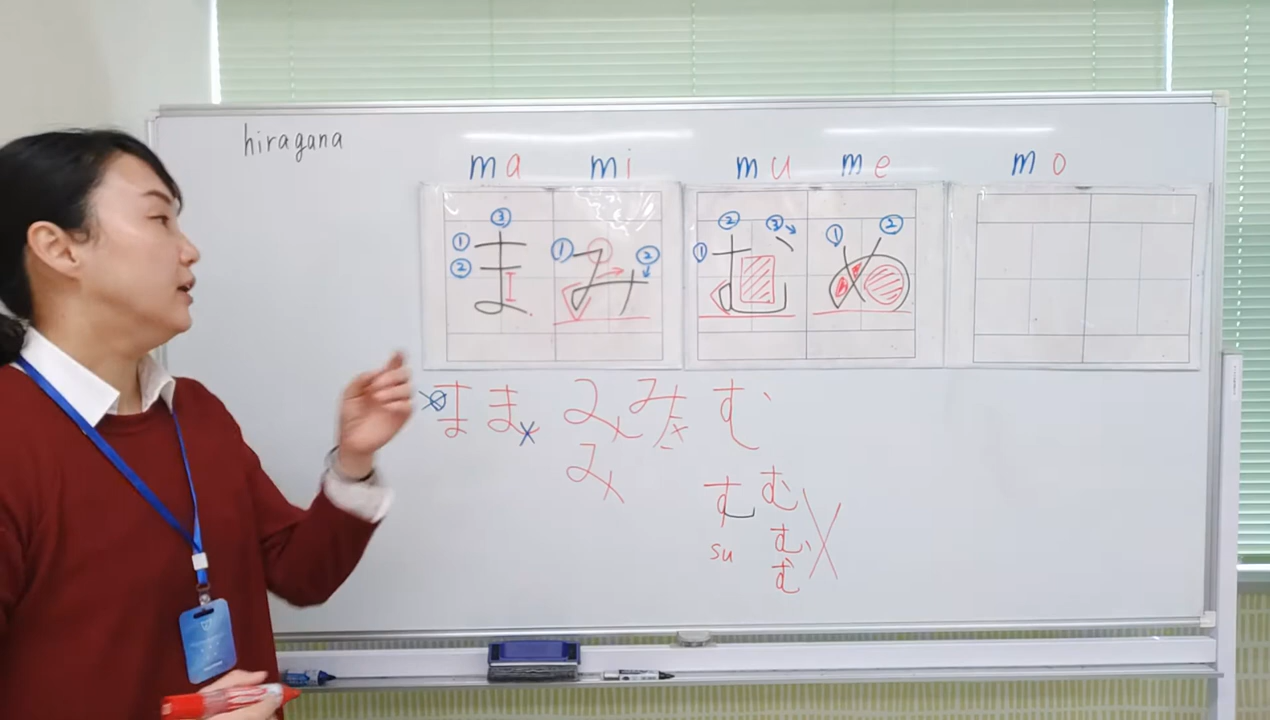 hiragana
ma mi mu me mo
③ ② ③ ① ②
① ① ② ①
②
ま み む め
ま ま み み む
み
む む
su む
む